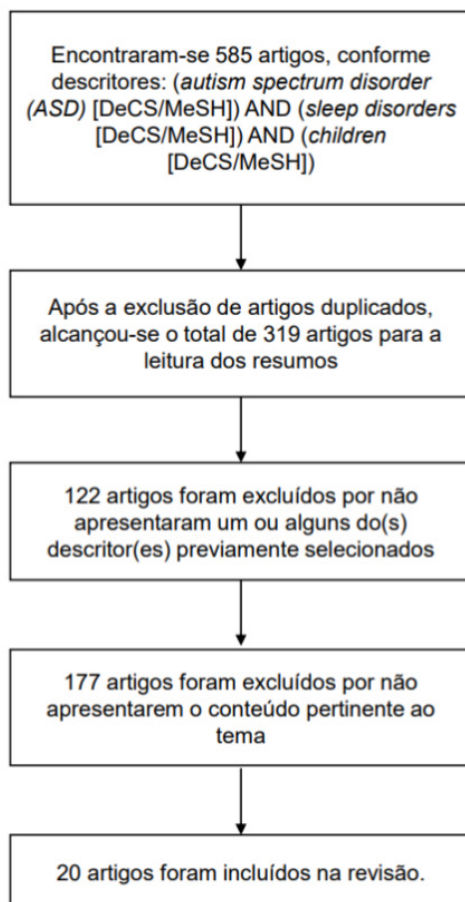 Encontraram-se 585 artigos, conforme
descritores: (autism spectrum disorder
(ASD) [DeCS/MeSH]) AND (sleep disorders
[DeCS/MeSH]) AND (children
[DeCS/MeSH])
Após a exclusão de artigos duplicados,
alcançou-se o total de 319 artigos para a
leitura dos resumos
122 artigos foram excluídos por não
apresentaram um ou alguns do(s)
descritor(es) previamente selecionados
177 artigos foram excluídos por não
apresentarem o conteúdo pertinente ao
tema
20 artigos foram incluídos na revisão.